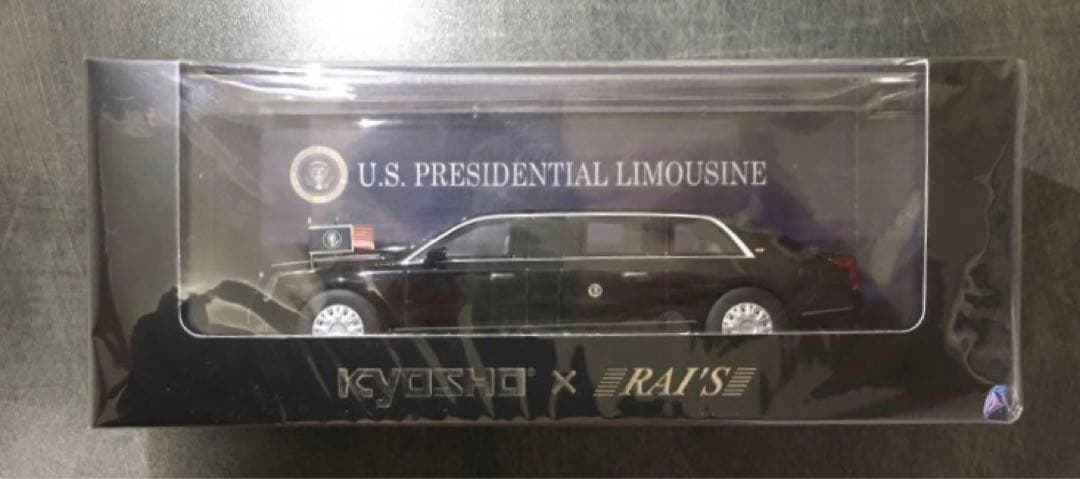 U.S. PRESIDENTIAL LIMOUSINE
KYOSHO® × RAI'S